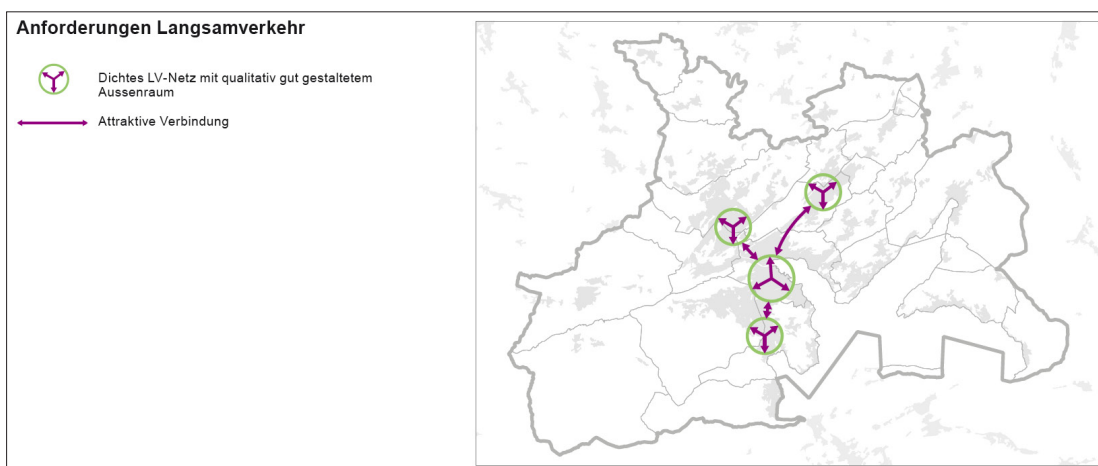 Anforderungen Langsamverkehr
Dichtes LV-Netz mit qualitativ gut gestaltetem
Aussenraum
Attraktive Verbindung